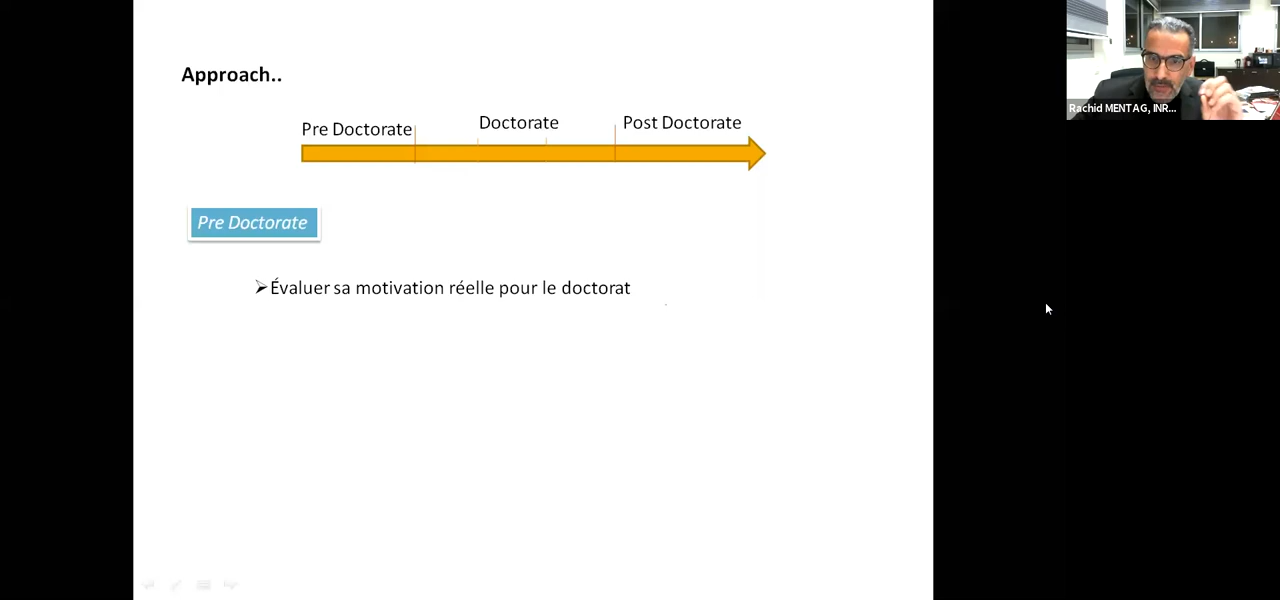 Approach..
Pre Doctorate
Doctorate
Post Doctorate
Pre Doctorate
Évaluer sa motivation réelle pour le doctorat
Rachid MENTAG, INR...